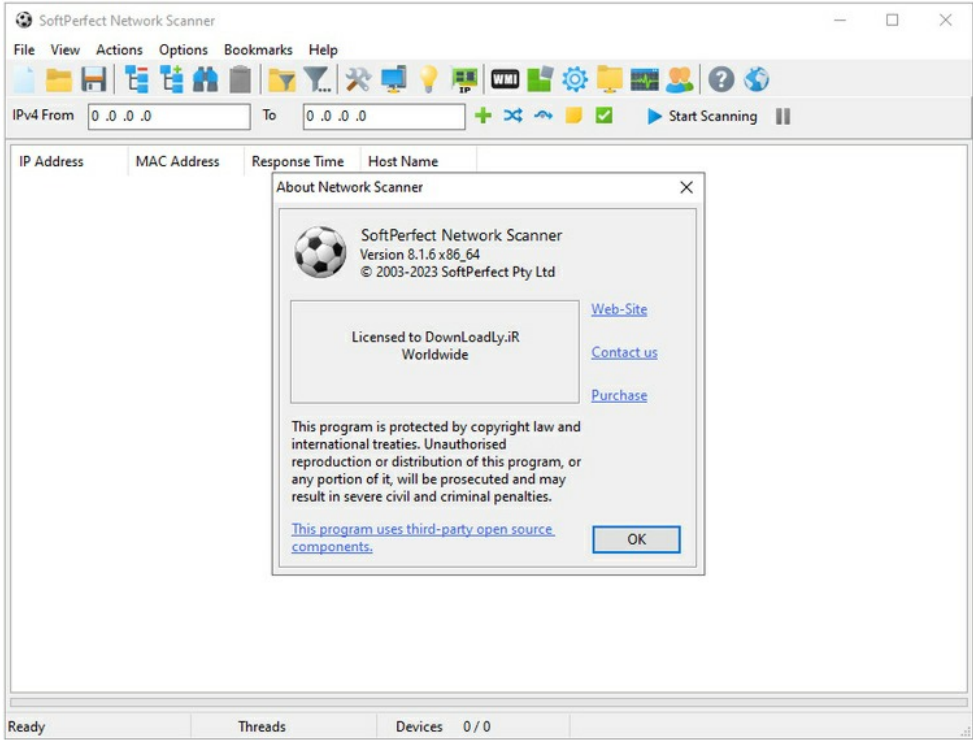 SoftPerfect Network Scanner
File View Actions Options Bookmarks Help
WMI IP
IPv4 From 0 .0 .0 .0 To 0 .0 .0 .0 Start Scanning
IP Address MAC Address Response Time Host Name
About Network Scanner
SoftPerfect Network Scanner
Version 8.1.6 x86_64
© 2003-2023 SoftPerfect Pty Ltd
Licensed to DownLoadLy.iR
Worldwide
Web-Site
Contact us
Purchase
This program is protected by copyright law and
international treaties. Unauthorised
reproduction or distribution of this program, or
any portion of it, will be prosecuted and may
result in severe civil and criminal penalties.
This program uses third-party open source
components.
OK
Ready Threads Devices 0 / 0